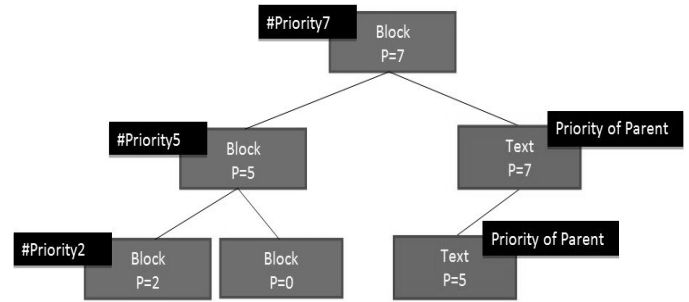 #Priority7
Block
P=7
#Priority5
Block
P=5
Priority of Parent
Text
P=7
#Priority2
Block
P=2
Block
P=0
Priority of Parent
Text
P=5